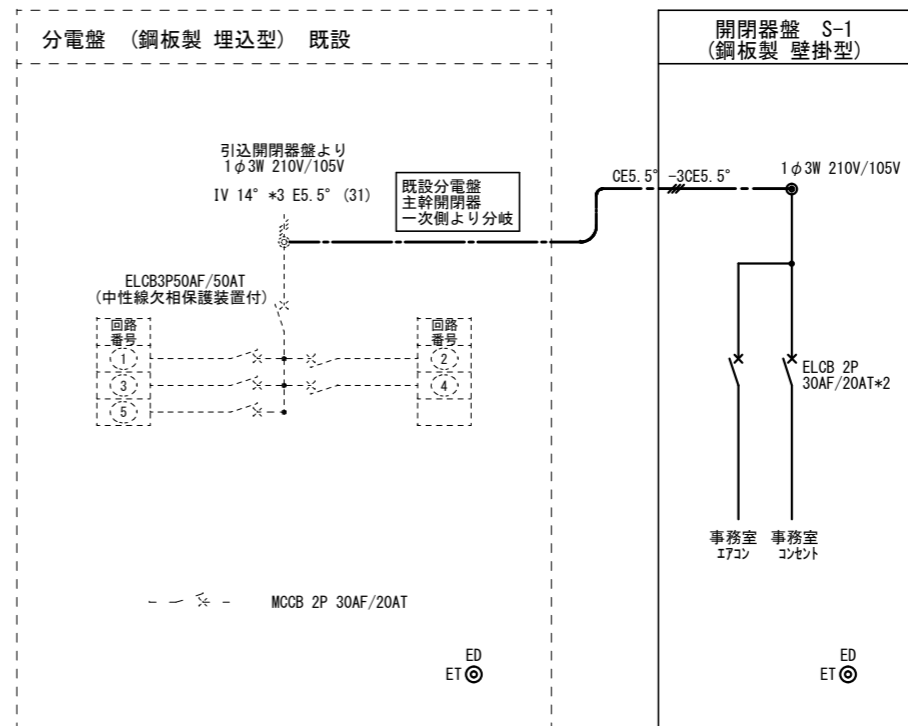 分電盤 (鋼板製 埋込型) 既設
引込開閉器盤より
1φ3W 210V/105V
IV 14° *3 E5.5° (31)
既設分電盤
主幹開閉器
一次側より分岐
ELCB3P50AF/50AT
(中性線欠相保護装置付)
回路
番号
1
3
5
回路
番号
2
4
MCCB 2P 30AF/20AT
ED
ET
開閉器盤 S-1
(鋼板製 壁掛型)
CE5.5° -3CE5.5°
1φ3W 210V/105V
ELCB 2P
30AF/20AT*2
事務室
エアコン
事務室
コンセント
ED
ET